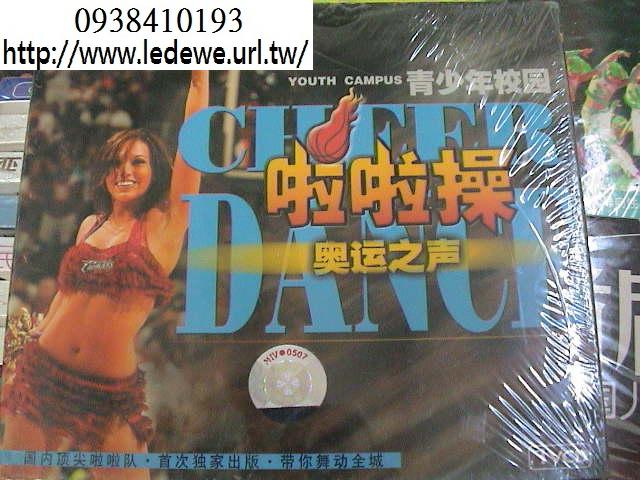 0938410193
http://www.ledewe.url.tw/
YOUTH CAMPUS 青少年校园
CHEER
啦啦操
DANCE
奥运之声
MIV●0507
国内顶尖啦啦队·首次独家出版·带你舞动全城